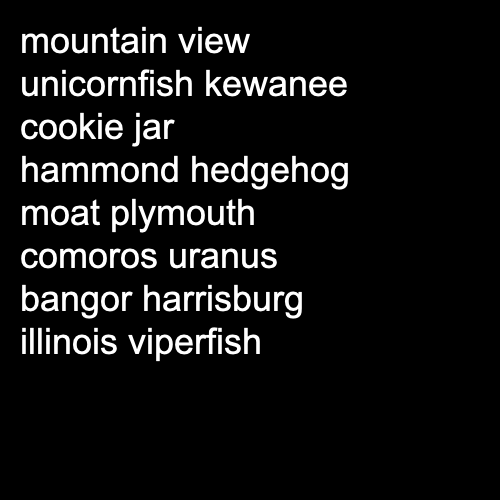 mountain view
unicornfish kewanee
cookie jar
hammond hedgehog
moat plymouth
comoros uranus
bangor harrisburg
illinois viperfish